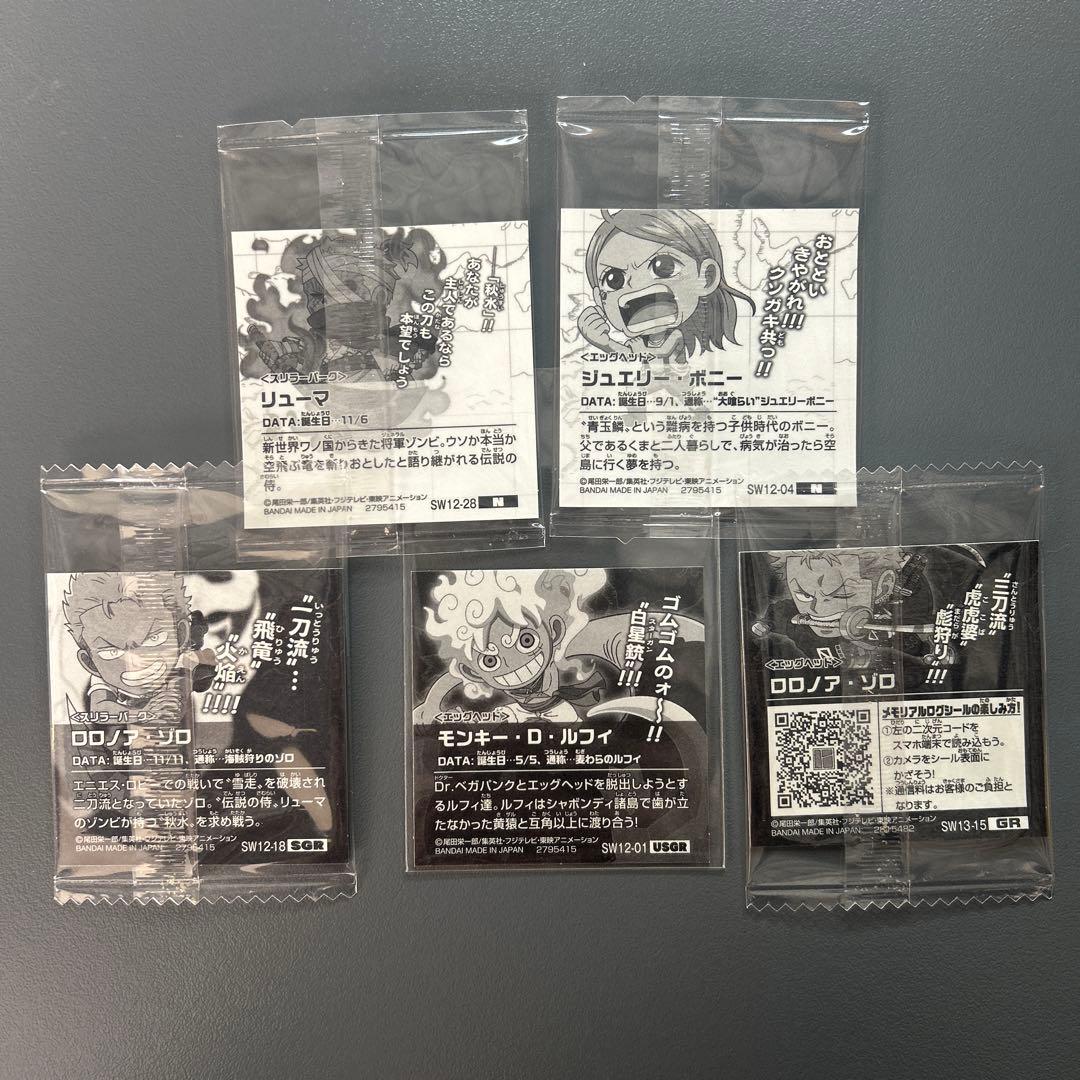 「秋水」!!
あなたが
主人であるなら
この刀も
本望でしょう
<スリラーバーク>
リューマ
DATA:誕生日…11/6
新世界ワノ国からきた将軍ゾンビ。ウソか本当か
空飛ぶ竜を斬りおとしたと語り継がれる伝説の
侍。
©尾田栄一郎/集英社・フジテレビ・東映アニメーション
BANDAI MADE IN JAPAN 2795415 SW12-28 N
おととい
きやがれ!!!
クソガキ共っ!!
<エッグヘッド>
ジュエリー・ボニー
DATA:誕生日…9/1、通称…"大喰らい"ジュエリーボニー
"青玉鱗"という難病を持つ子供時代のボニー。
父であるくまと二人暮らしで、病気が治ったら空
島に行く夢を持つ。
©尾田栄一郎/集英社・フジテレビ・東映アニメーション
BANDAI MADE IN JAPAN 2795415 SW12-04 N
"一刀流"…
"飛竜"
"火焔"!!!!
<スリラーバーク>
ロロノア・ゾロ
DATA:誕生日…11/11、通称…海賊狩りのゾロ
エニエス・ロビーでの戦いで"雪走"を破壊され
二刀流となっていたゾロ。"伝説の侍"リューマ
のゾンビが持つ"秋水"を求め戦う。
©尾田栄一郎/集英社・フジテレビ・東映アニメーション
BANDAI MADE IN JAPAN 2795415 SW12-18 SGR
ゴムゴムのォ〜!!
"白星銃"!!!
<エッグヘッド>
モンキー・D・ルフィ
DATA:誕生日…5/5、通称…麦わらのルフィ
Dr.ベガパンクとエッグヘッドを脱出しようとす
るルフィ達。ルフィはシャボンディ諸島で歯が立
たなかった黄猿と互角以上に渡り合う!
©尾田栄一郎/集英社・フジテレビ・東映アニメーション
BANDAI MADE IN JAPAN 2795415 SW12-01 USGR
"三刀流"
"虎虎婆"
"彪狩り"!!!
<エッグヘッド>
ロロノア・ゾロ
メモリアルログシールの楽しみ方!
①左の二次元コードを
スマホ端末で読み込もう。
②カメラをシール表面に
かざそう!
※通信料はお客様のご負担と
なります。
©尾田栄一郎/集英社・フジテレビ・東映アニメーション
BANDAI MADE IN JAPAN SW13-15 GR